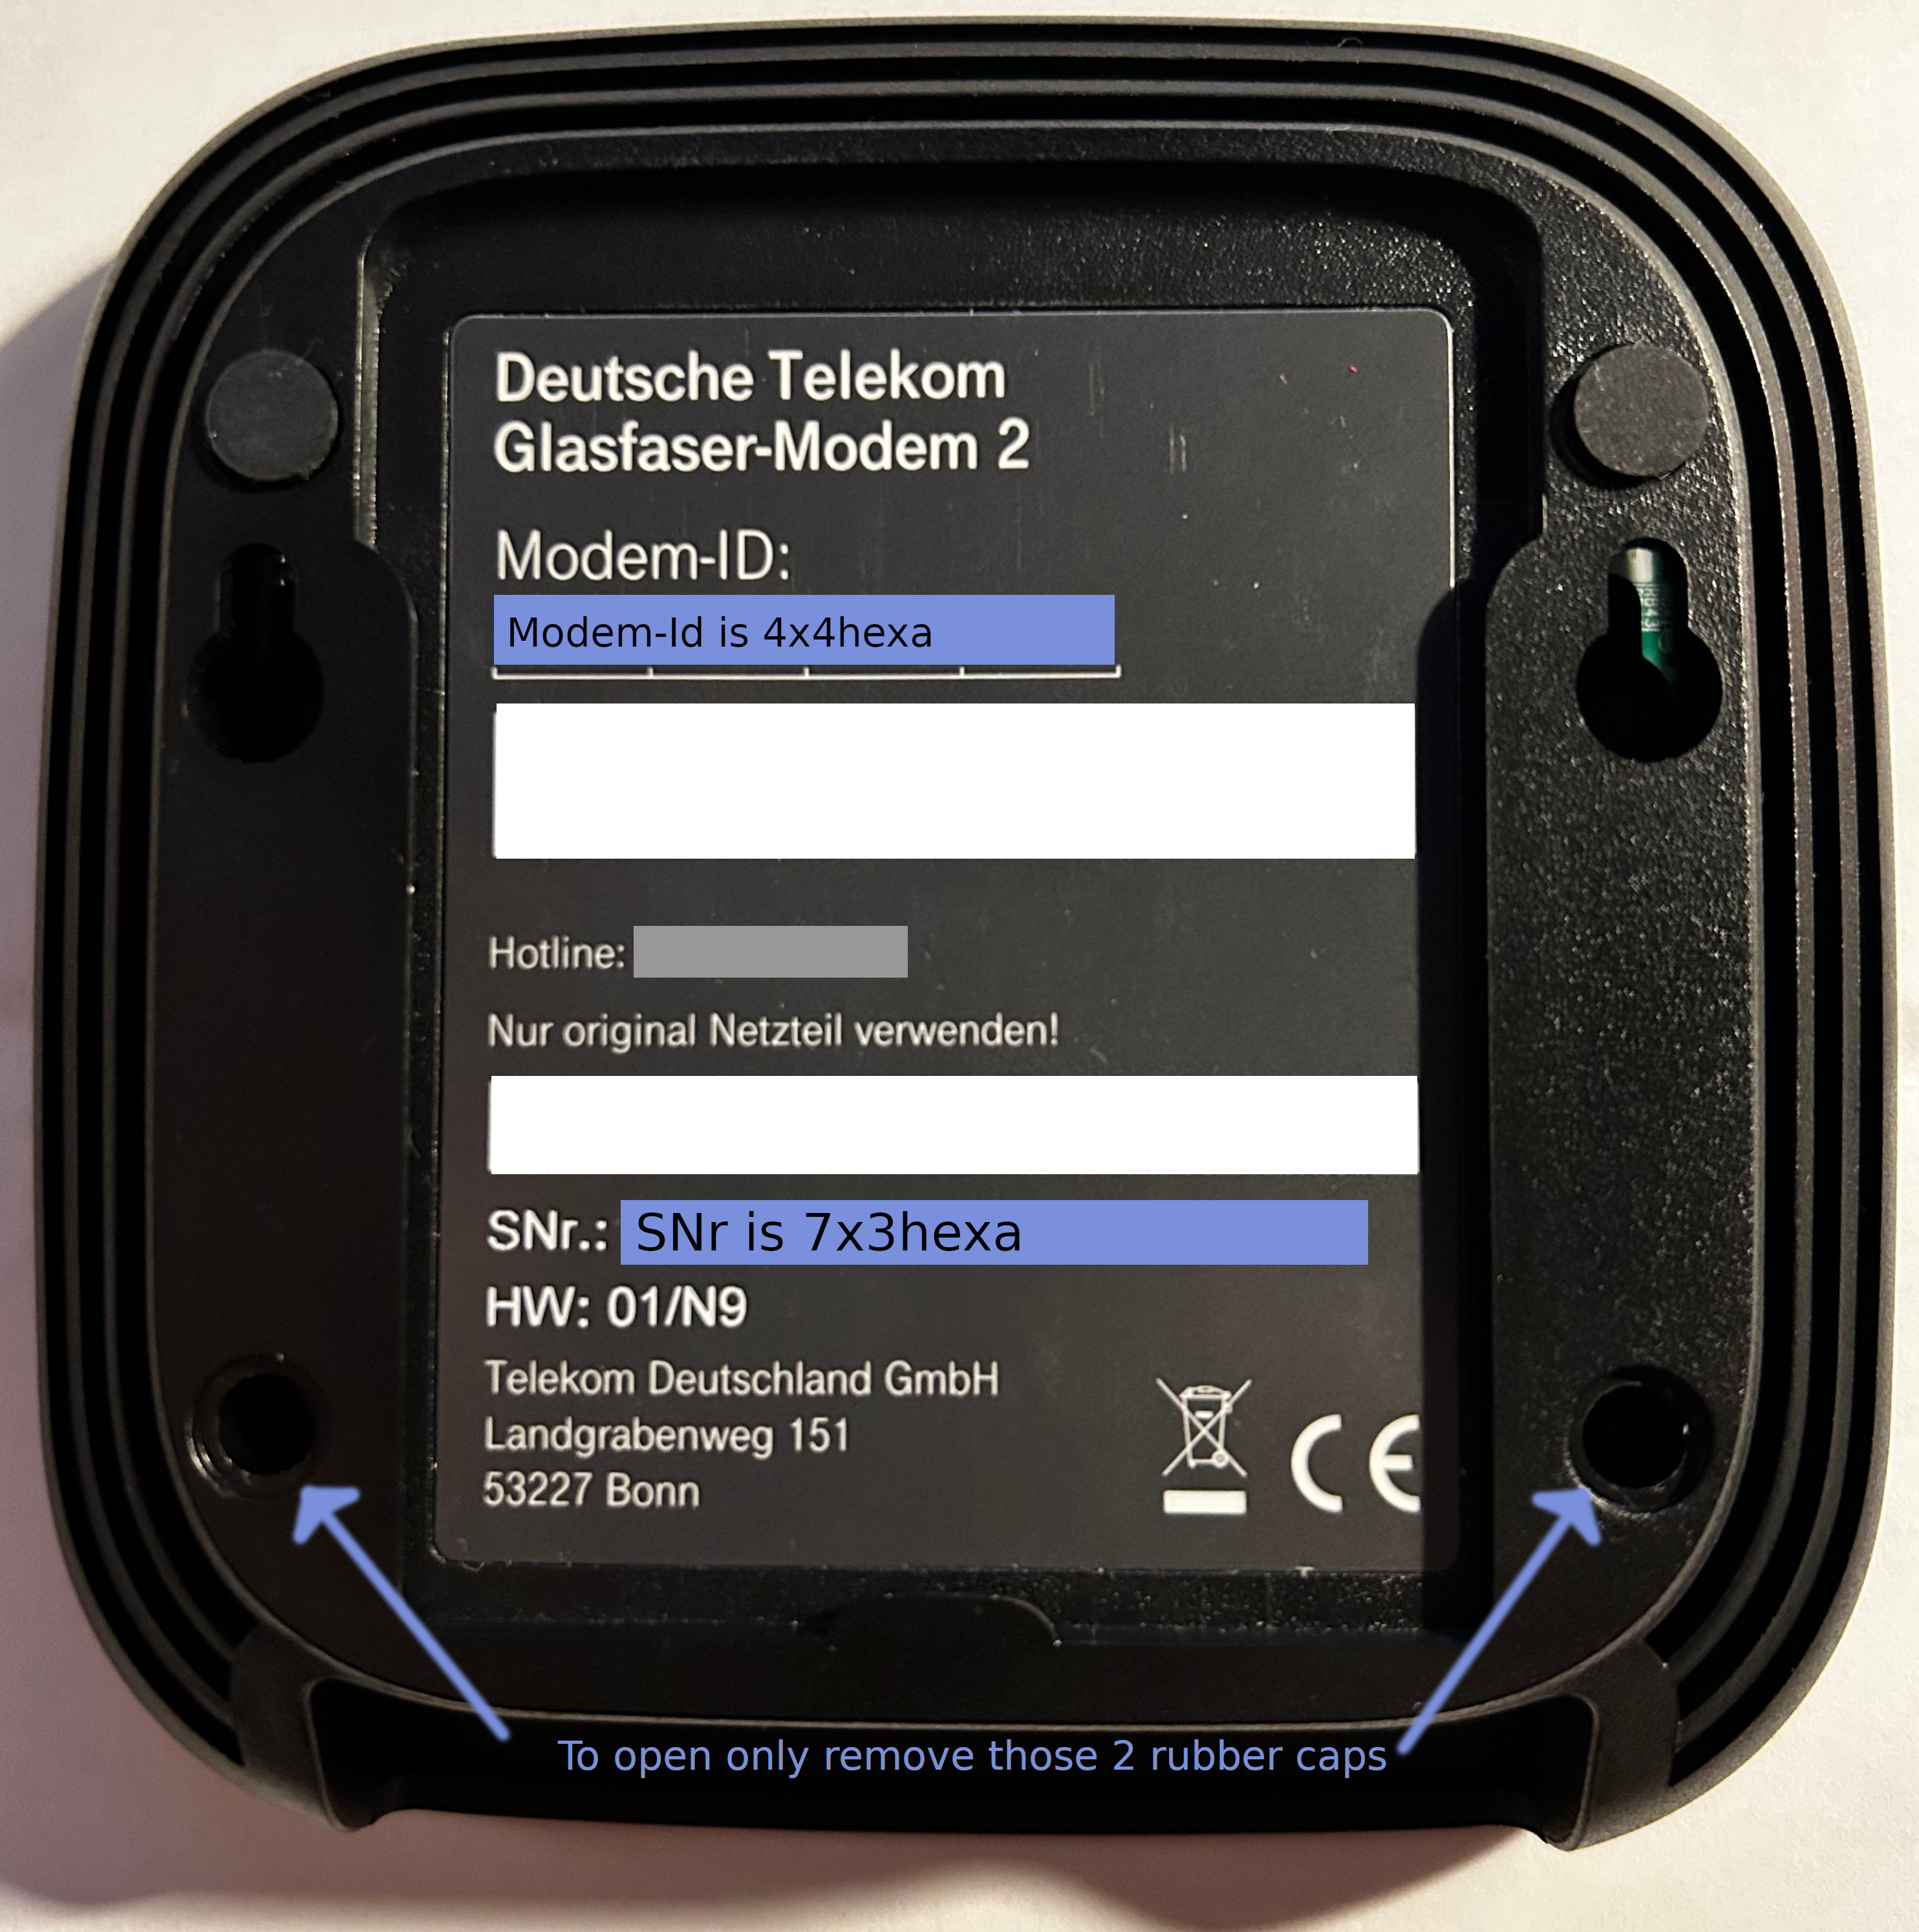 Deutsche Telekom
Glasfaser-Modem 2
Modem-ID:
Modem-Id is 4x4hexa
Hotline:
Nur original Netzteil verwenden!
SNr.: SNr is 7x3hexa
HW: 01/N9
Telekom Deutschland GmbH
Landgrabenweg 151
53227 Bonn
CE
To open only remove those 2 rubber caps